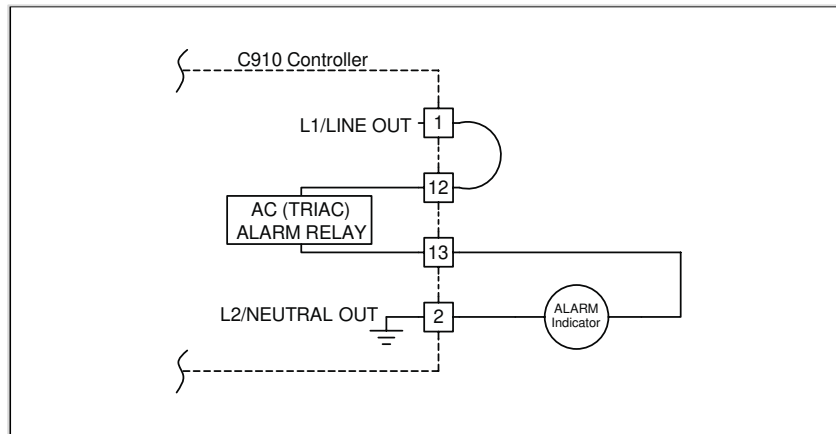 C910 Controller
L1/LINE OUT
1
12
AC (TRIAC)
ALARM RELAY
13
L2/NEUTRAL OUT
2
ALARM
Indicator